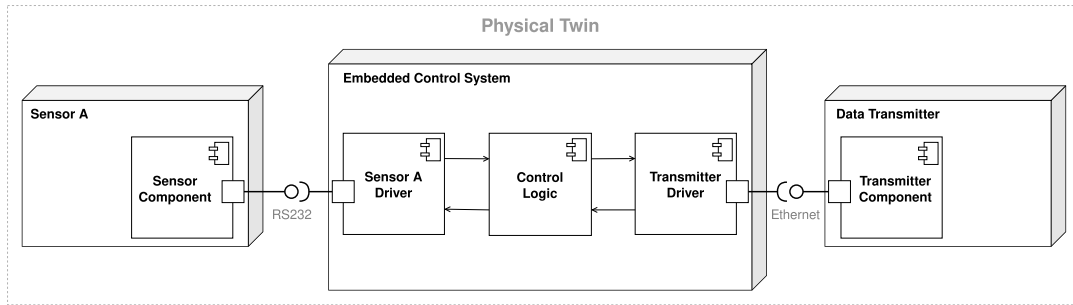 Physical Twin
Embedded Control System
Sensor A
Data Transmitter
Sensor
Component
RS232
Sensor A
Driver
Control
Logic
Transmitter
Driver
Ethernet
Transmitter
Component